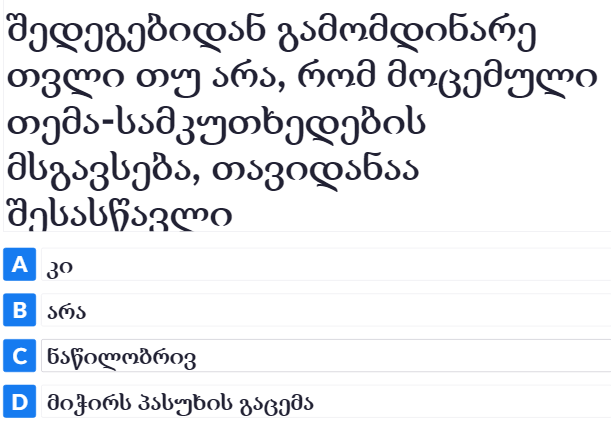 შედეგებიდან გამომდინარე
თვლი თუ არა, რომ მოცემული
თემა-სამკუთხედების
მსგავსება, თავიდანაა
შესასწავლი
A კი
B არა
C ნაწილობრივ
D მიჭირს პასუხის გაცემა